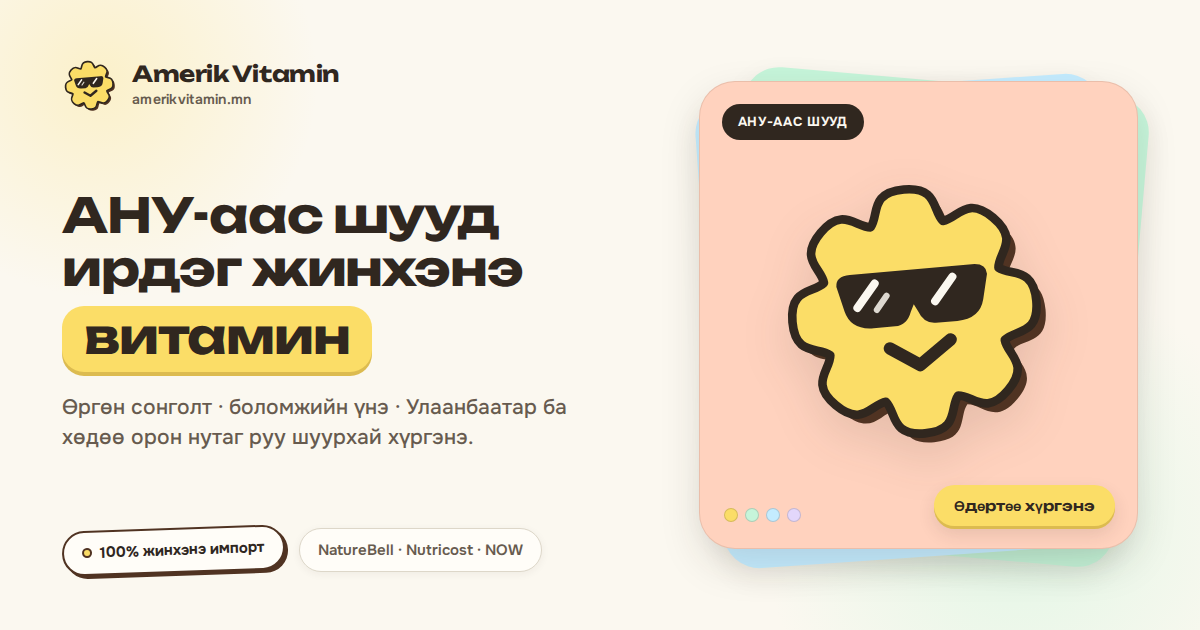 Amerik Vitamin
amerikvitamin.mn
АНУ-аас шууд
ирдэг жинхэнэ
витамин
Өргөн сонголт · боломжийн үнэ · Улаанбаатар ба
хөдөө орон нутаг руу шуурхай хүргэнэ.
100% жинхэнэ импорт
NatureBell · Nutricost · NOW
АНУ-ААС ШУУД
Өдөртөө хүргэнэ